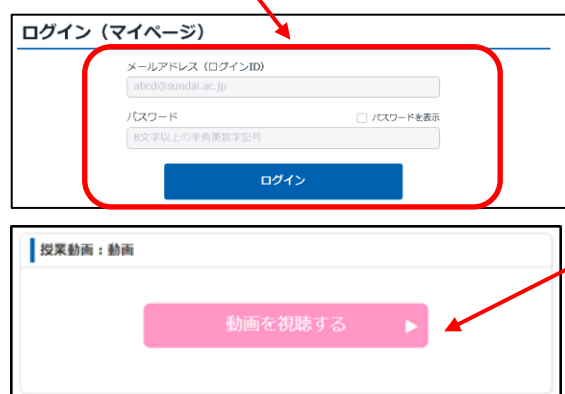 ログイン（マイページ）
メールアドレス（ログインID）
abcd@sundai.ac.jp
パスワード
パスワードを表示
8文字以上の半角英数字記号
ログイン
授業動画：動画
動画を視聴する